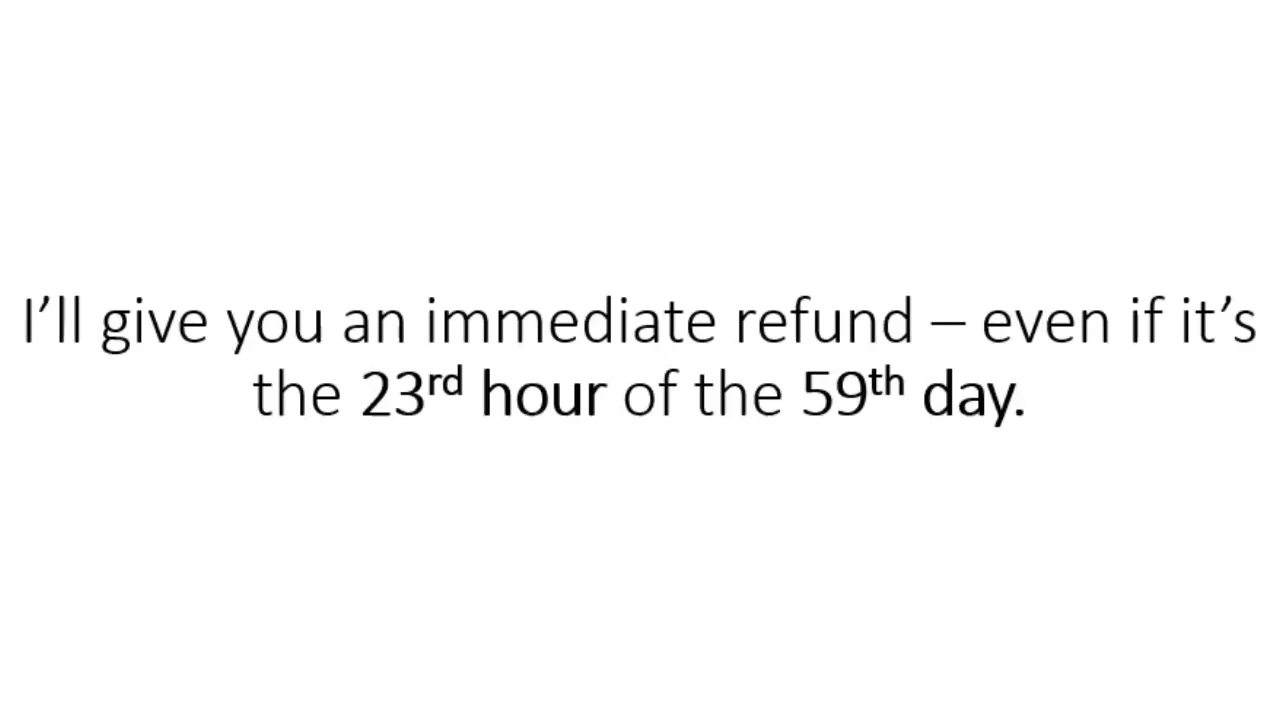 I’ll give you an immediate refund – even if it’s
the 23rd hour of the 59th day.